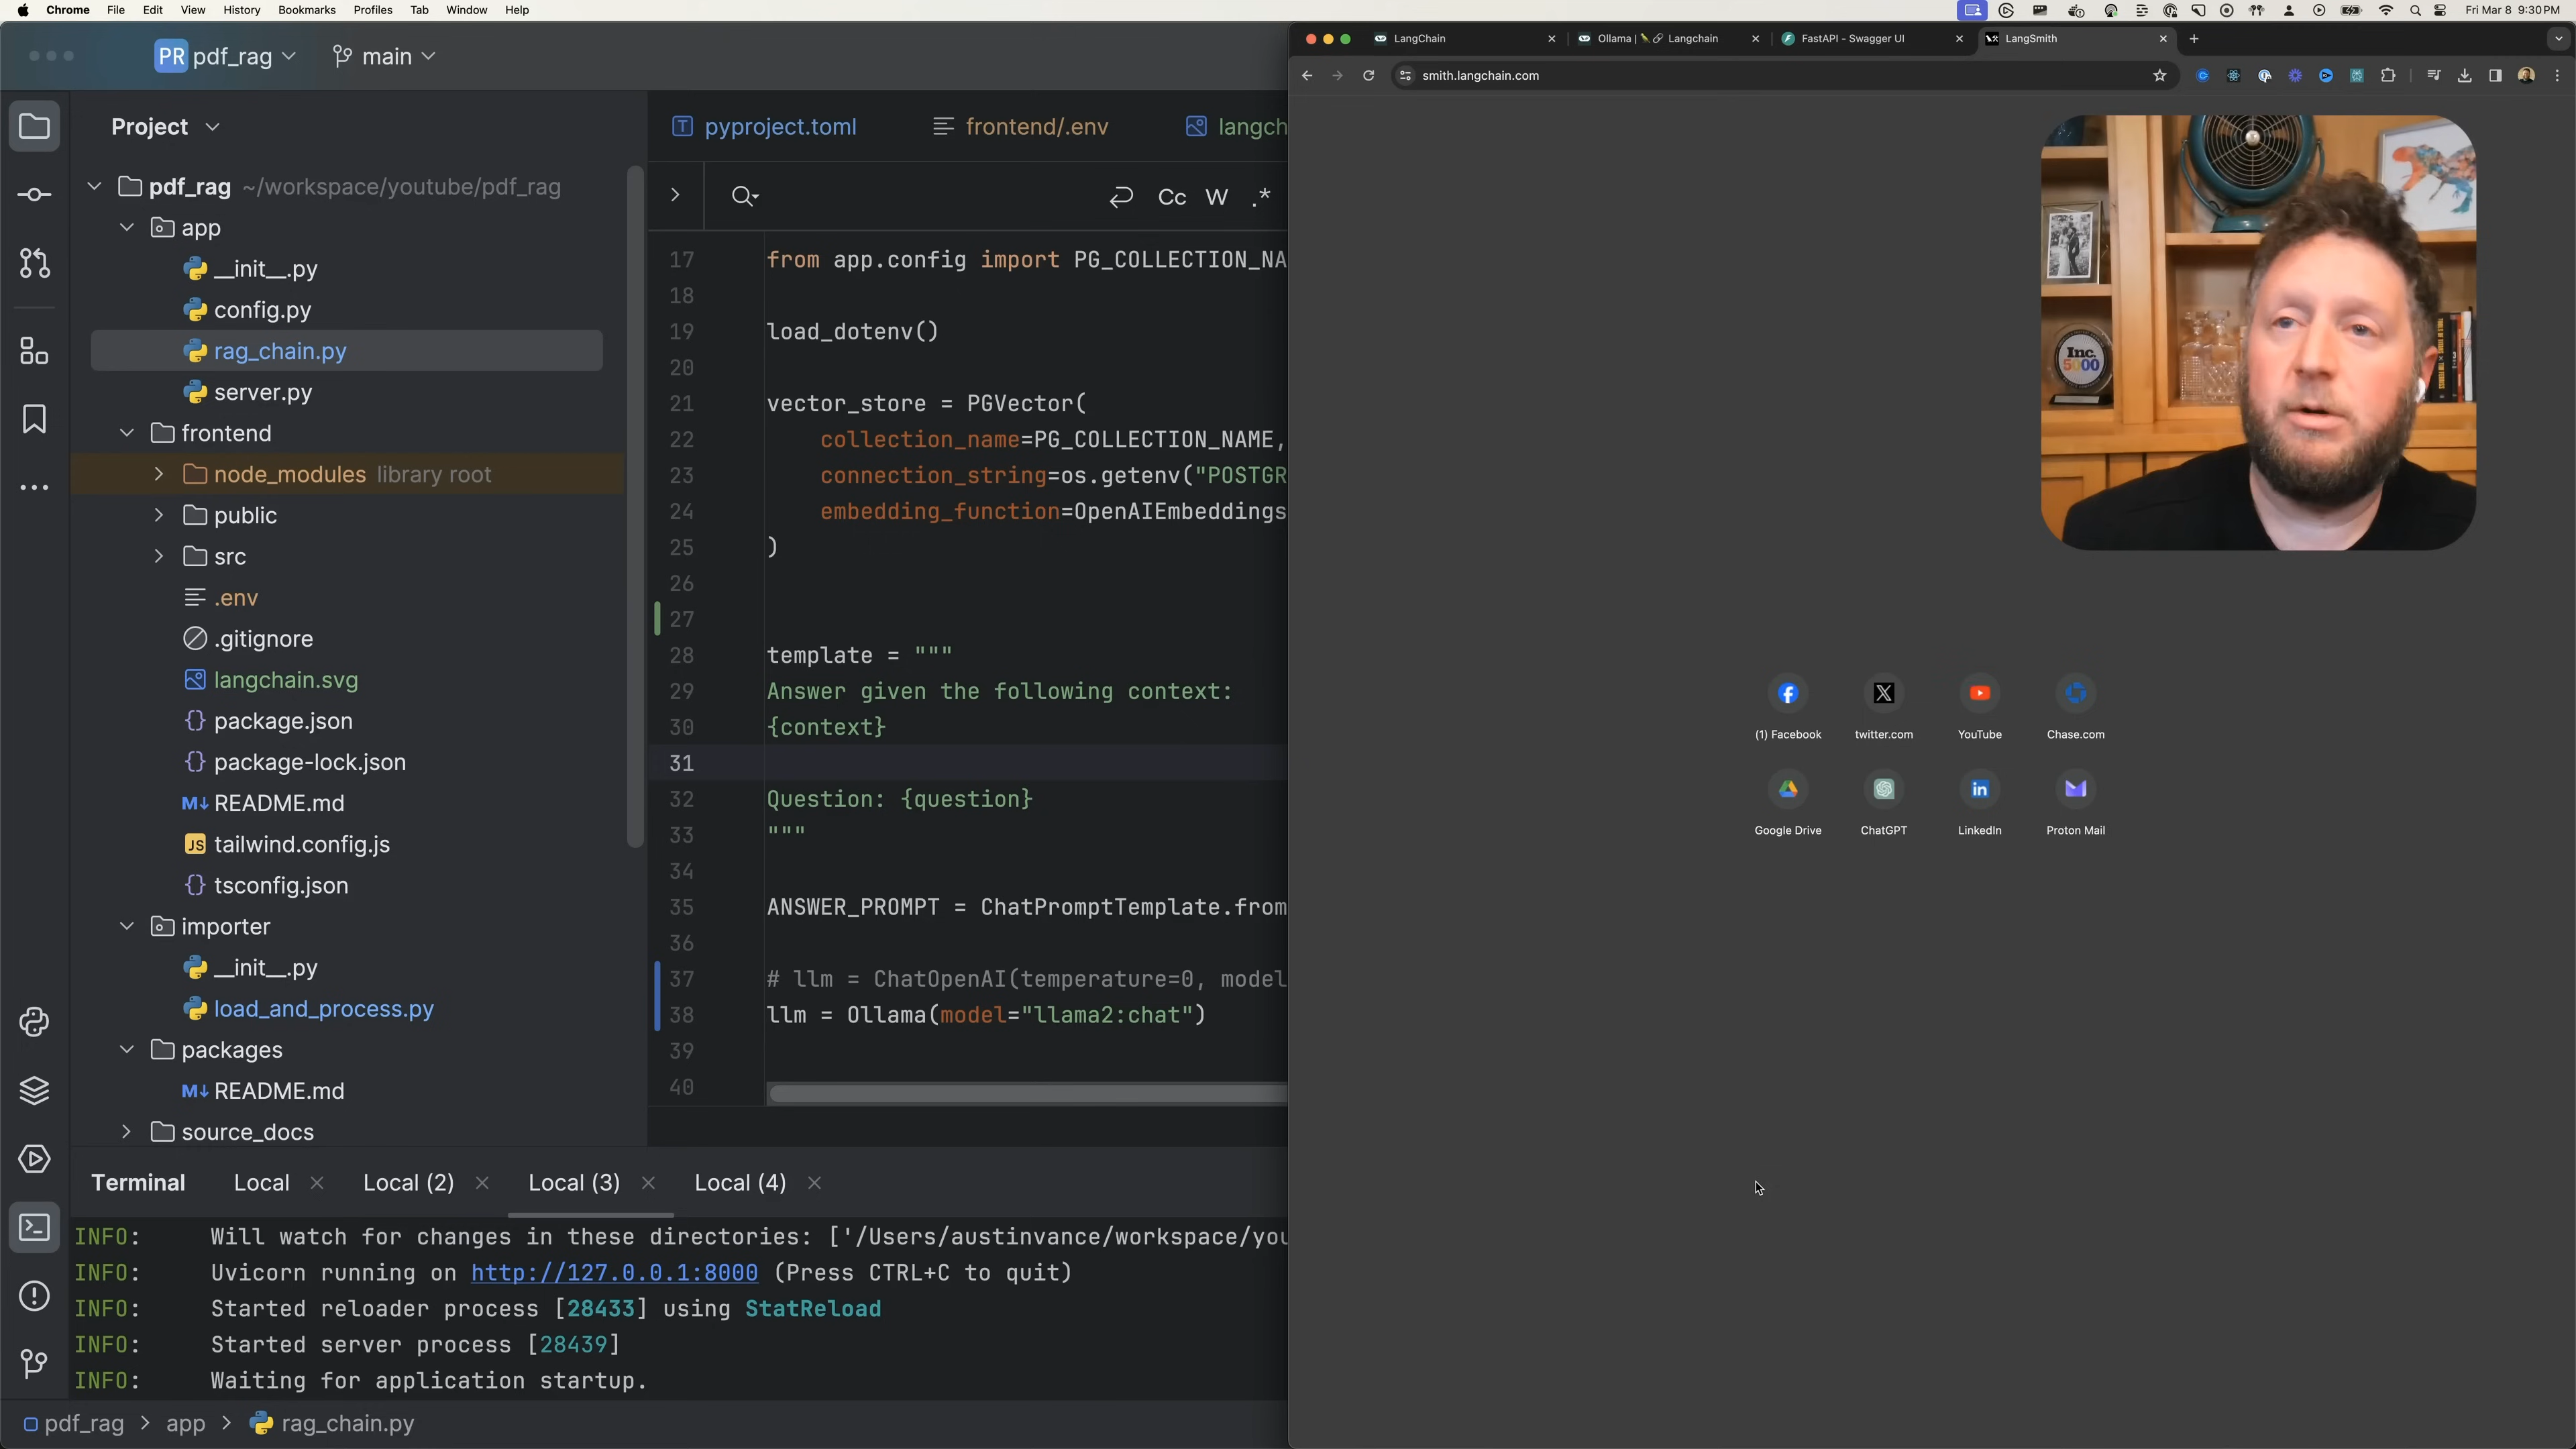 Chrome File Edit View History Bookmarks Profiles Tab Window Help
Fri Mar 8 9:30 PM
PR pdf_rag main
Project
pdf_rag ~/workspace/youtube/pdf_rag
app
__init__.py
config.py
rag_chain.py
server.py
frontend
node_modules library root
public
src
.env
.gitignore
langchain.svg
package.json
package-lock.json
README.md
tailwind.config.js
tsconfig.json
importer
__init__.py
load_and_process.py
packages
README.md
source_docs
pyproject.toml frontend/.env langch
Cc W .*
17 from app.config import PG_COLLECTION_NA
18
19 load_dotenv()
20
21 vector_store = PGVector(
22 collection_name=PG_COLLECTION_NAME,
23 connection_string=os.getenv("POSTGR
24 embedding_function=OpenAIEmbeddings
25 )
26
27
28 template = """
29 Answer given the following context:
30 {context}
31
32 Question: {question}
33 """
34
35 ANSWER_PROMPT = ChatPromptTemplate.from
36
37 # llm = ChatOpenAI(temperature=0, model
38 llm = Ollama(model="llama2:chat")
39
40
Terminal Local Local (2) Local (3) Local (4)
INFO: Will watch for changes in these directories: ['/Users/austinvance/workspace/you
INFO: Uvicorn running on http://127.0.0.1:8000 (Press CTRL+C to quit)
INFO: Started reloader process [28433] using StatReload
INFO: Started server process [28439]
INFO: Waiting for application startup.
pdf_rag > app > rag_chain.py
LangChain Ollama | 🦜🔗 Langchain FastAPI - Swagger UI LangSmith
smith.langchain.com
Inc.
5000
(1) Facebook twitter.com YouTube Chase.com
Google Drive ChatGPT LinkedIn Proton Mail